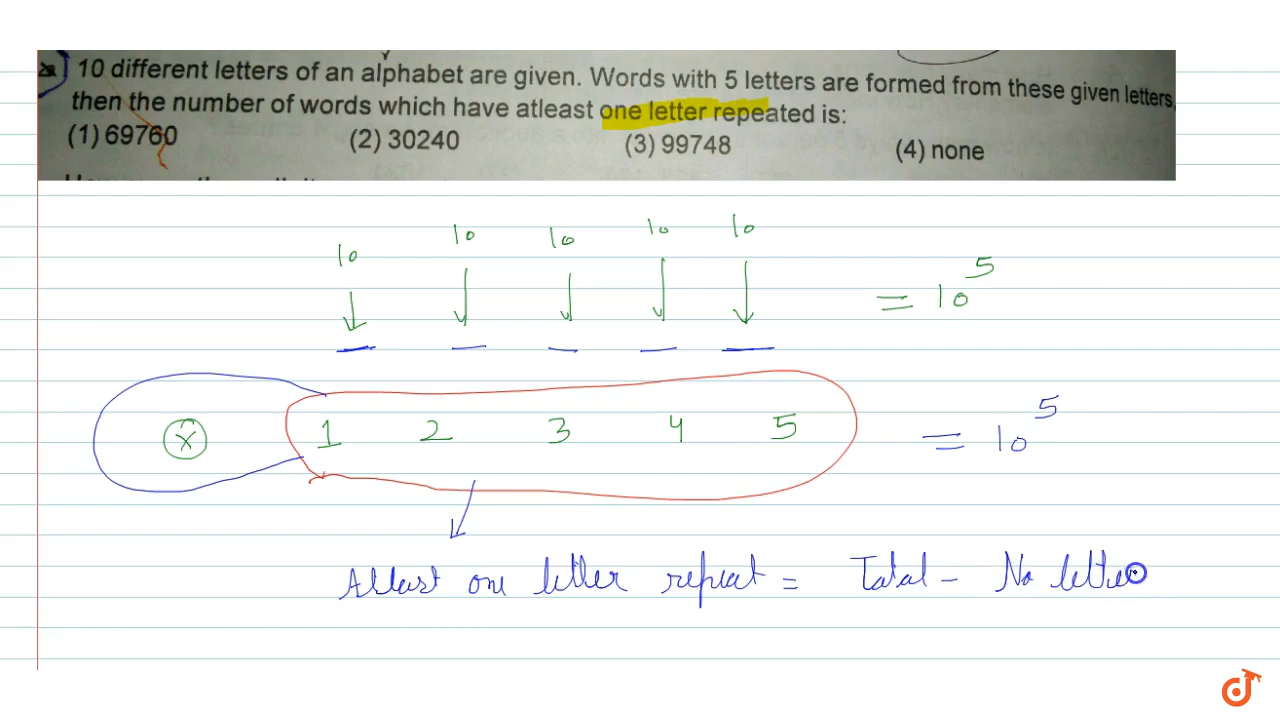 10 different letters of an alphabet are given. Words with 5 letters are formed from these given letters,
then the number of words which have atleast one letter repeated is:
(1) 69760 (2) 30240 (3) 99748 (4) none
10 10 10 10 10
= 10^5
x 1 2 3 4 5 = 10^5
Atleast one letter repeat = Total - No letter